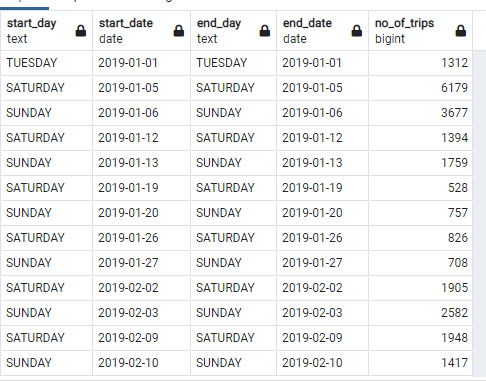 start_day start_date end_day end_date no_of_trips
text date text date bigint
TUESDAY 2019-01-01 TUESDAY 2019-01-01 1312
SATURDAY 2019-01-05 SATURDAY 2019-01-05 6179
SUNDAY 2019-01-06 SUNDAY 2019-01-06 3677
SATURDAY 2019-01-12 SATURDAY 2019-01-12 1394
SUNDAY 2019-01-13 SUNDAY 2019-01-13 1759
SATURDAY 2019-01-19 SATURDAY 2019-01-19 528
SUNDAY 2019-01-20 SUNDAY 2019-01-20 757
SATURDAY 2019-01-26 SATURDAY 2019-01-26 826
SUNDAY 2019-01-27 SUNDAY 2019-01-27 708
SATURDAY 2019-02-02 SATURDAY 2019-02-02 1905
SUNDAY 2019-02-03 SUNDAY 2019-02-03 2582
SATURDAY 2019-02-09 SATURDAY 2019-02-09 1948
SUNDAY 2019-02-10 SUNDAY 2019-02-10 1417